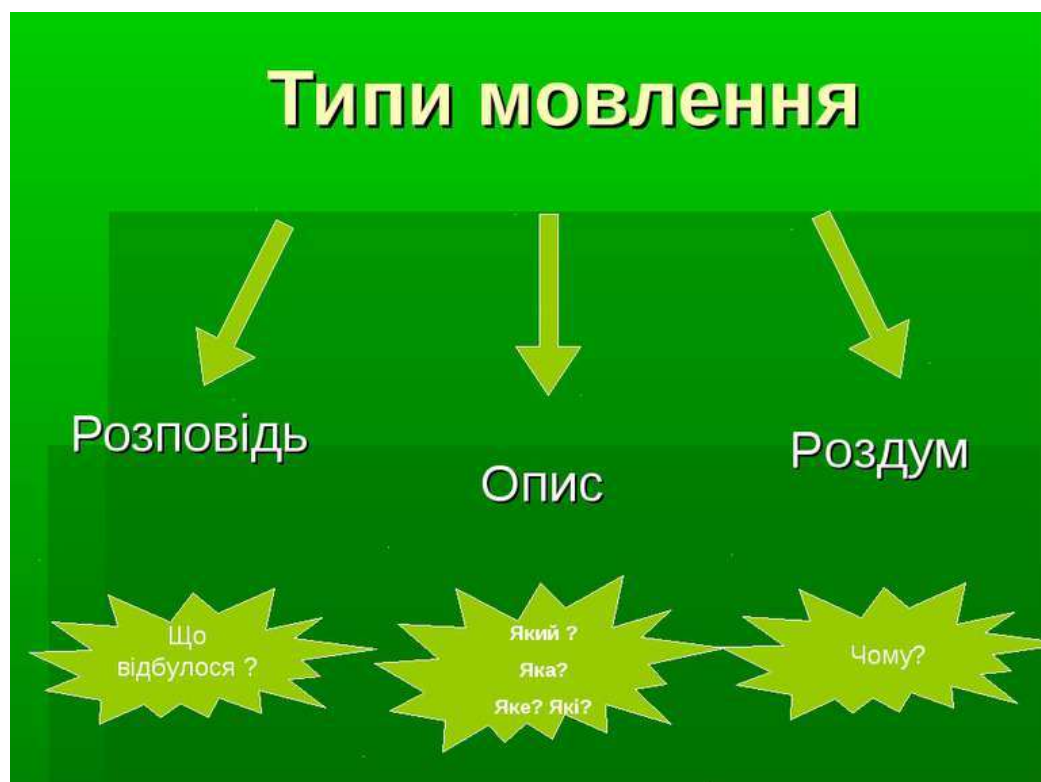 Типи мовлення
Розповідь
Опис
Роздум
Що
відбулося ?
Який ?
Яка?
Яке? Які?
Чому?